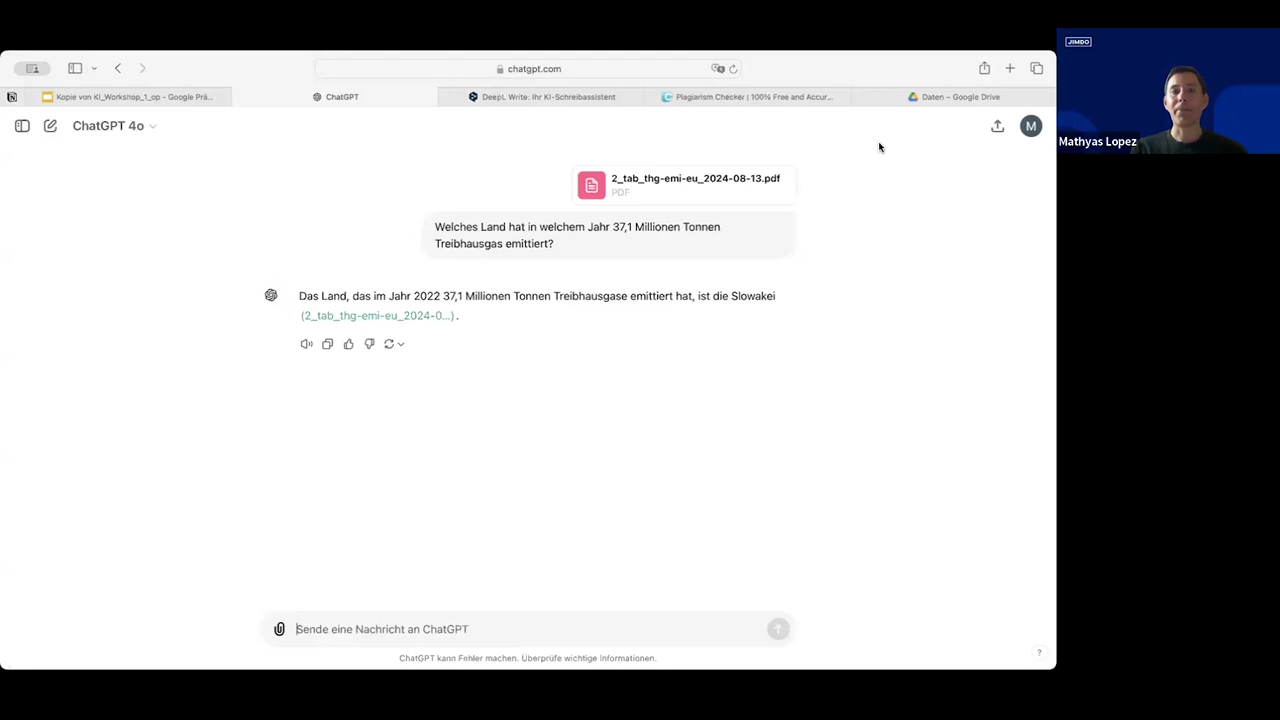 JIMDO
chatgpt.com
Kopie von KI_Workshop_1_op - Google Prä...
ChatGPT
DeepL Write: Ihr KI-Schreibassistent
Plagiarism Checker | 100% Free and Accur...
Daten – Google Drive
ChatGPT 4o
M
Mathyas Lopez
2_tab_thg-emi-eu_2024-08-13.pdf
PDF
Welches Land hat in welchem Jahr 37,1 Millionen Tonnen
Treibhausgas emittiert?
Das Land, das im Jahr 2022 37,1 Millionen Tonnen Treibhausgase emittiert hat, ist die Slowakei
(2_tab_thg-emi-eu_2024-0...) .
Sende eine Nachricht an ChatGPT
ChatGPT kann Fehler machen. Überprüfe wichtige Informationen.
?